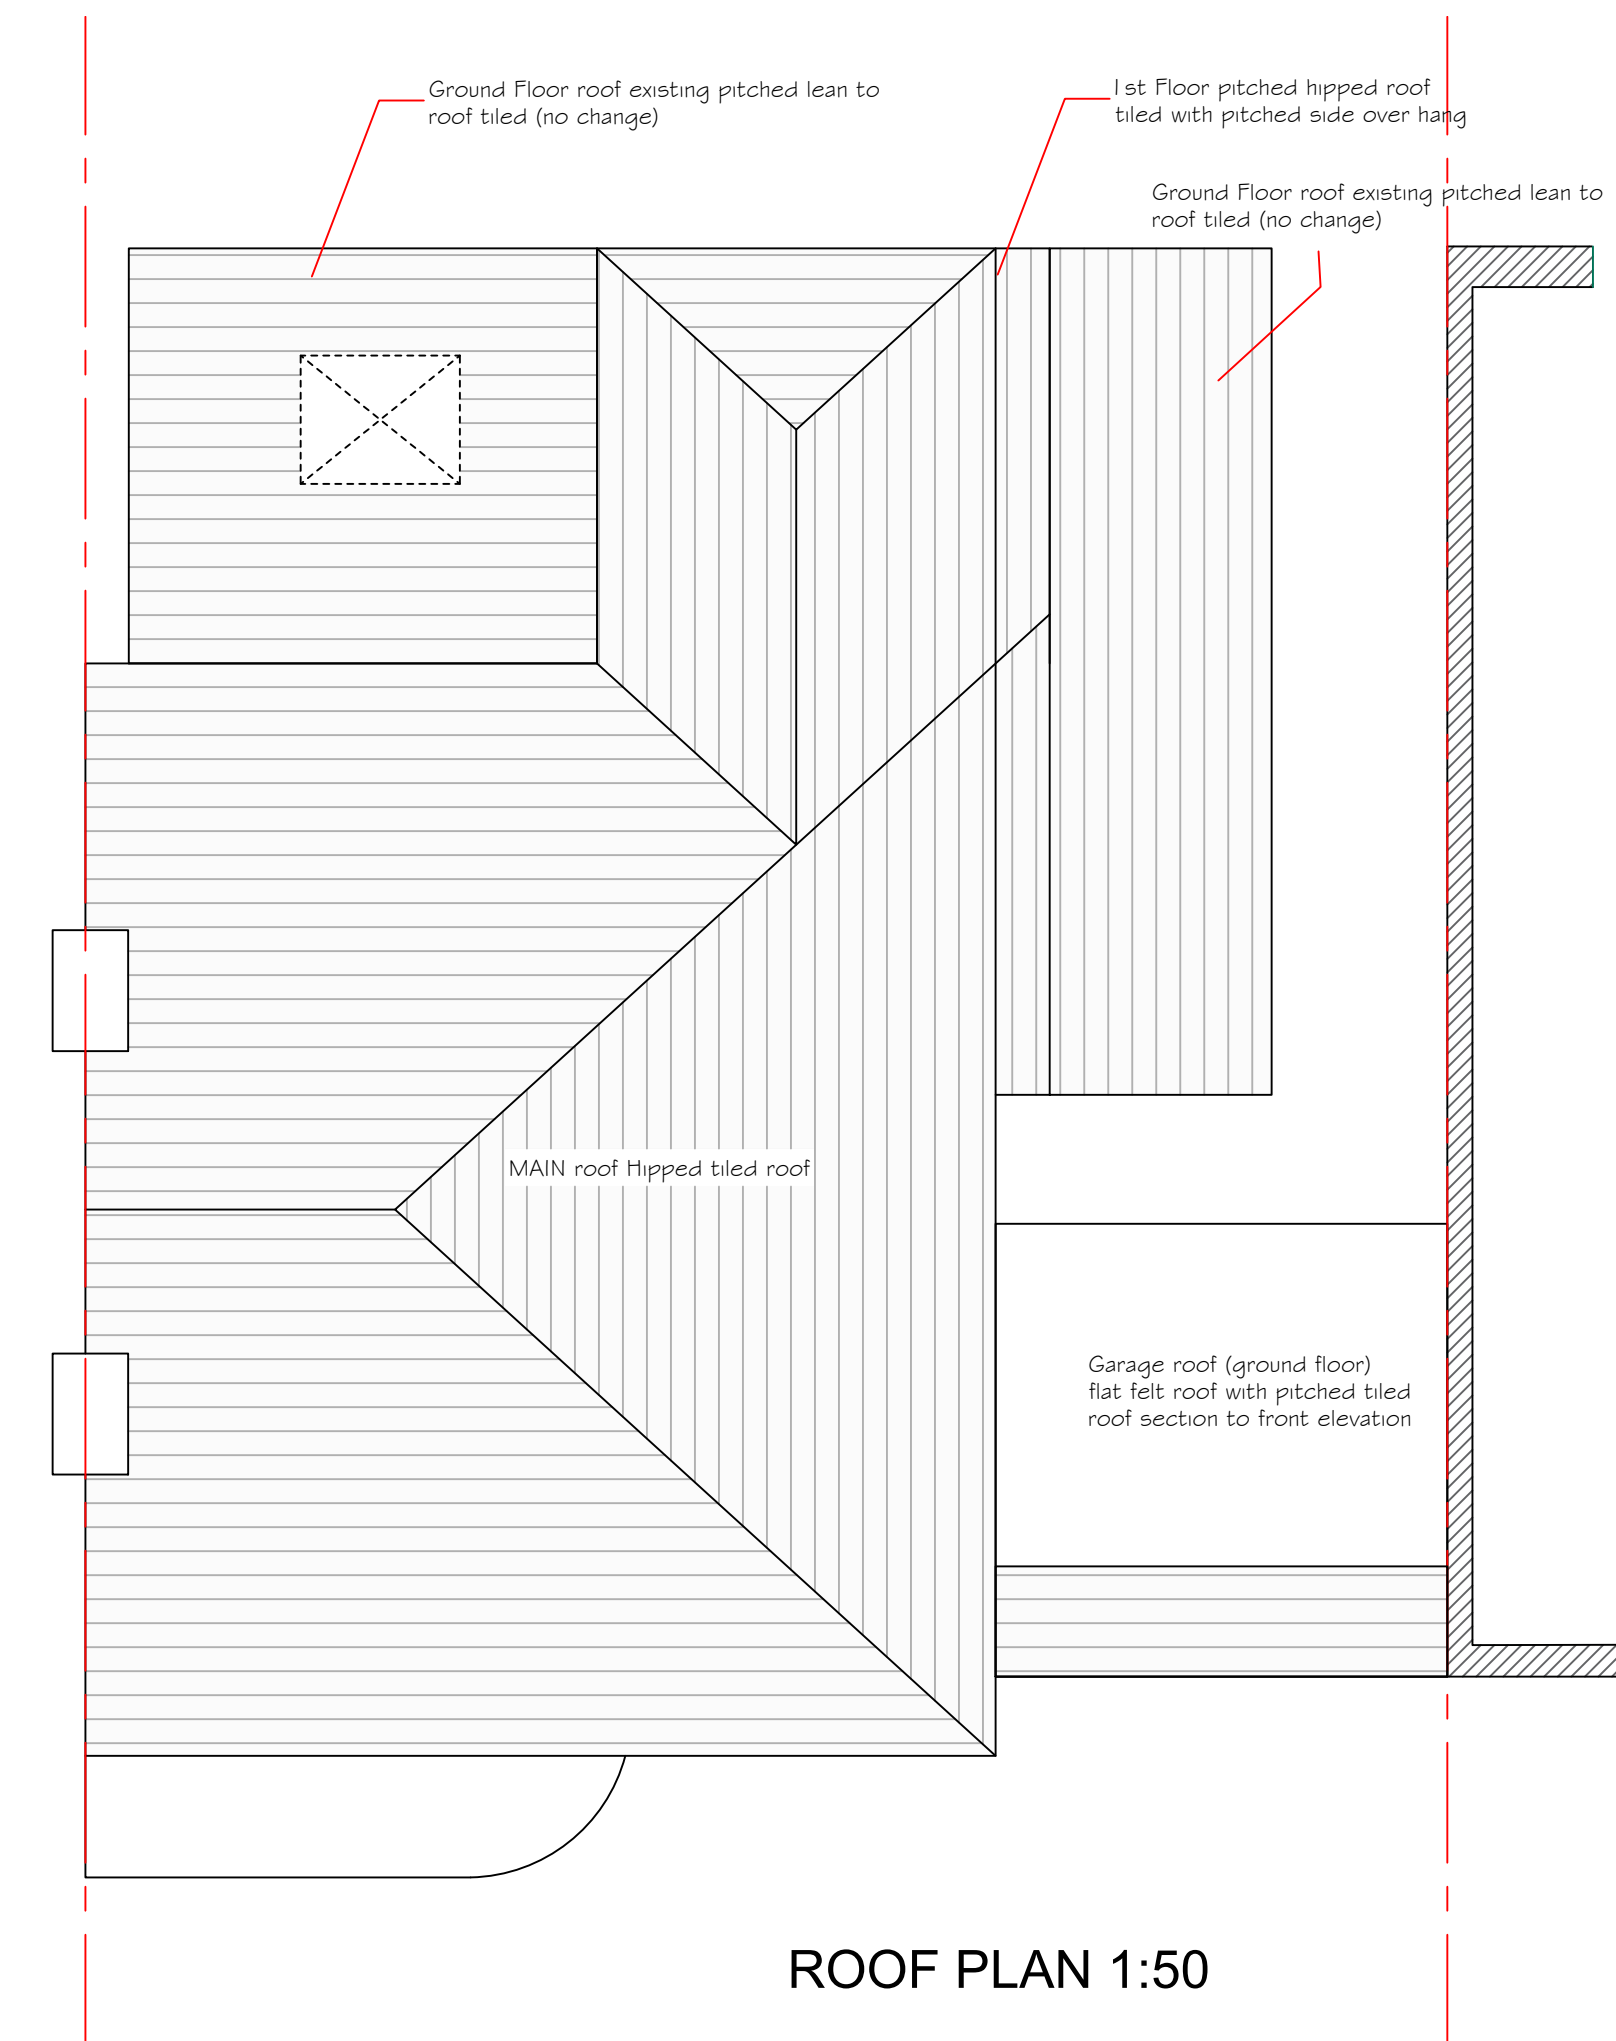 Ground Floor roof existing pitched lean to
roof tiled (no change)
1st Floor pitched hipped roof
tiled with pitched side over hang
Ground Floor roof existing pitched lean to
roof tiled (no change)
MAIN roof Hipped tiled roof
Garage roof (ground floor)
flat felt roof with pitched tiled
roof section to front elevation
ROOF PLAN 1:50